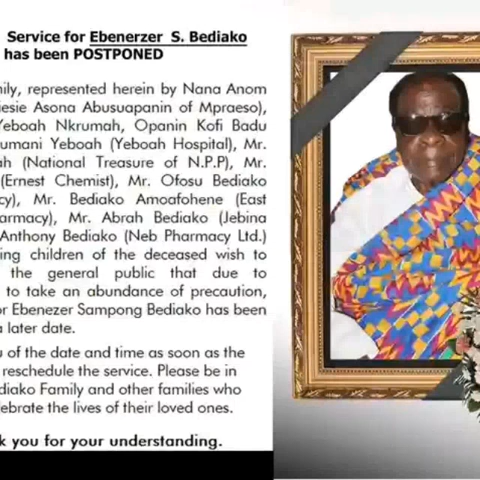 Service for Ebenerzer S. Bediako
has been POSTPONED
ily, represented herein by Nana Anom
iesie Asona Abusuapanin of Mpraeso),
Yeboah Nkrumah, Opanin Kofi Badu
umani Yeboah (Yeboah Hospital), Mr.
ah (National Treasure of N.P.P), Mr.
(Ernest Chemist), Mr. Ofosu Bediako
cy), Mr. Bediako Amoafohene (East
armacy), Mr. Abrah Bediako (Jebina
Anthony Bediako (Neb Pharmacy Ltd.)
ing children of the deceased wish to
the general public that due to
to take an abundance of precaution,
or Ebenezer Sampong Bediako has been
a later date.
u of the date and time as soon as the
reschedule the service. Please be in
diako Family and other families who
lebrate the lives of their loved ones.
k you for your understanding.